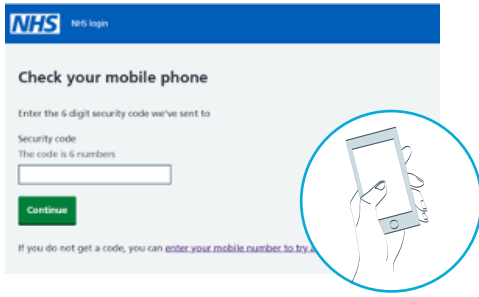 NHS NHS login
Check your mobile phone
Enter the 6 digit security code we've sent to
Security code
The code is 6 numbers
Continue
If you do not get a code, you can enter your mobile number to try